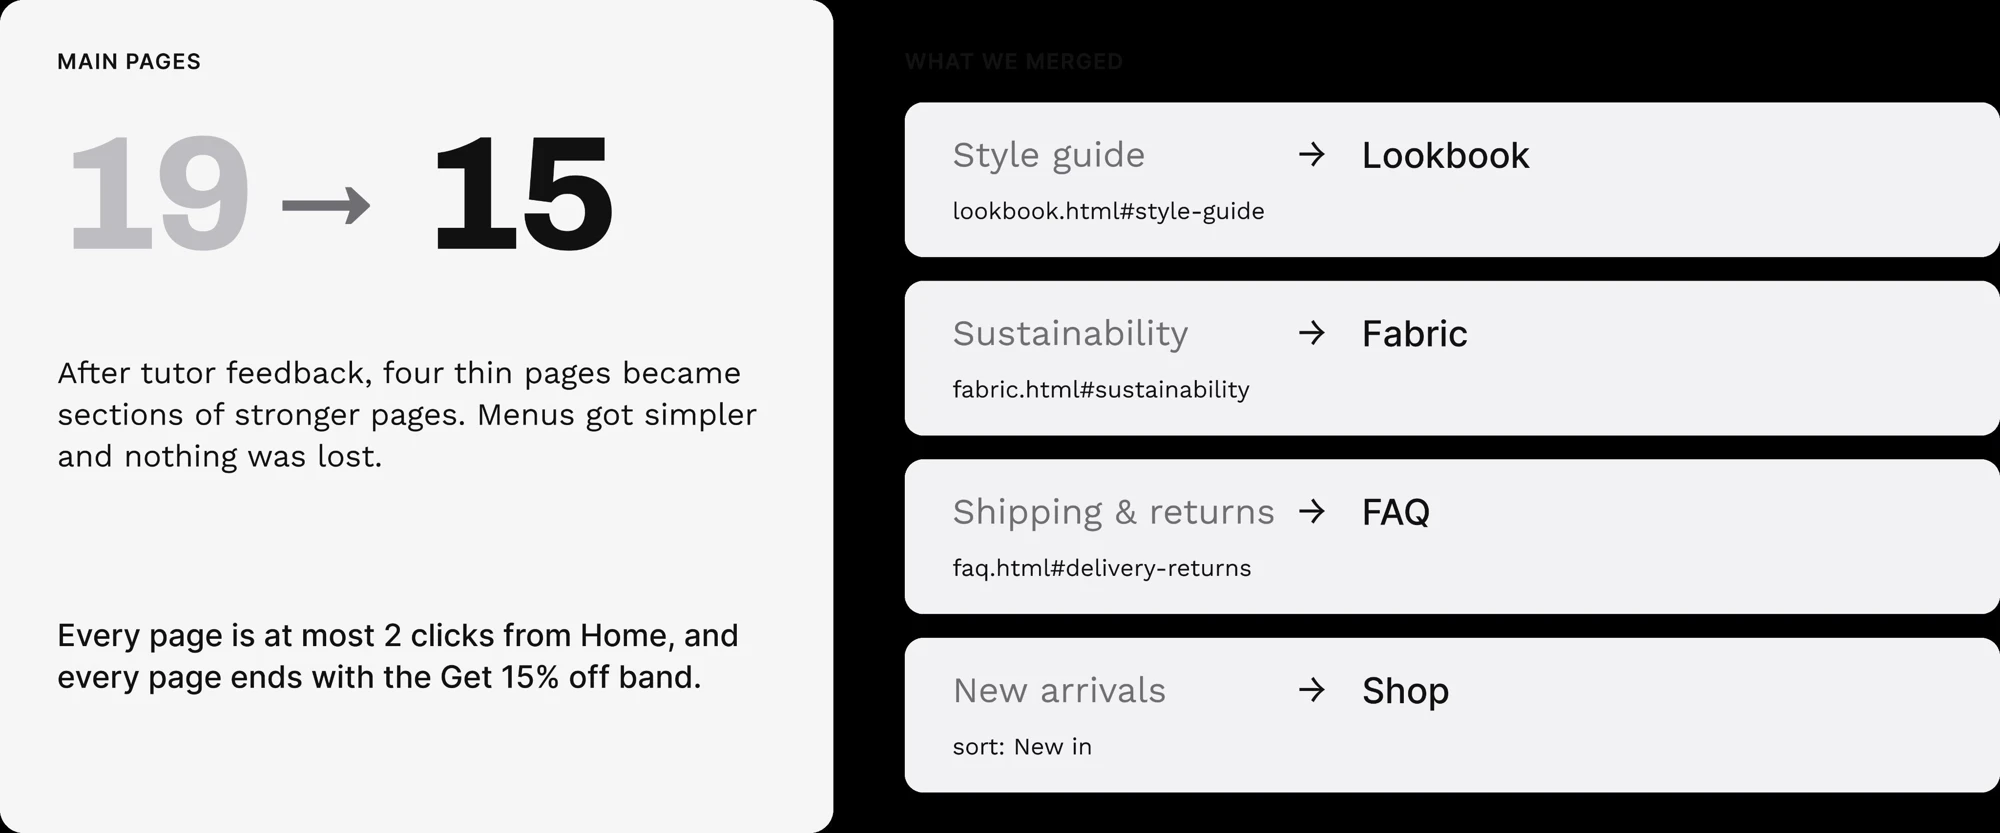 MAIN PAGES
19 → 15
After tutor feedback, four thin pages became
sections of stronger pages. Menus got simpler
and nothing was lost.
Every page is at most 2 clicks from Home, and
every page ends with the Get 15% off band.
WHAT WE MERGED
Style guide → Lookbook
lookbook.html#style-guide
Sustainability → Fabric
fabric.html#sustainability
Shipping & returns → FAQ
faq.html#delivery-returns
New arrivals → Shop
sort: New in